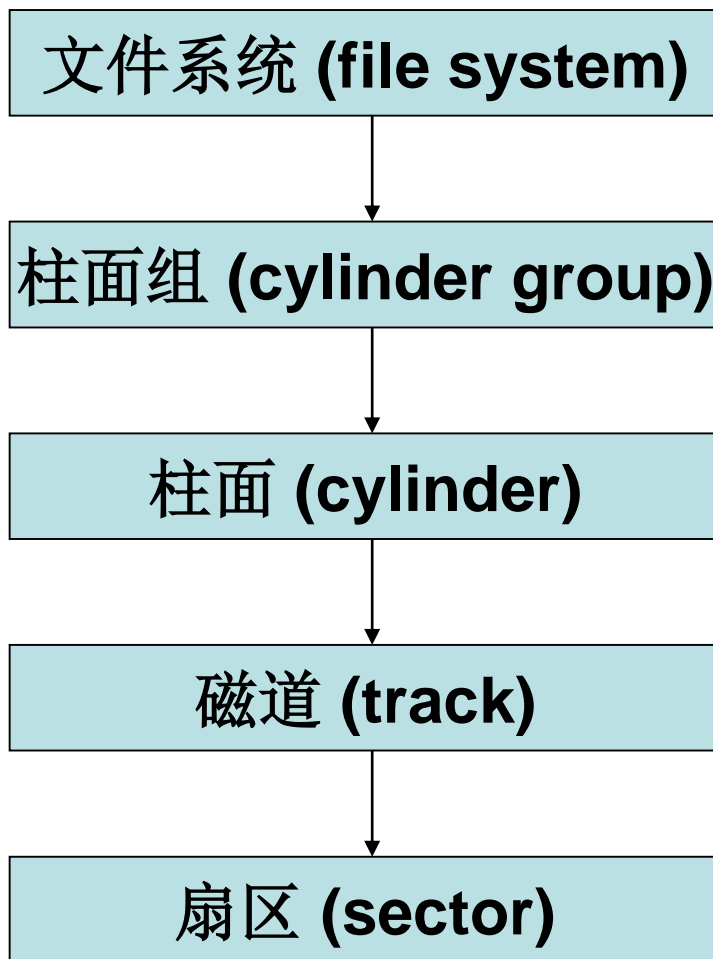 文件系统 (file system)
柱面组 (cylinder group)
柱面 (cylinder)
磁道 (track)
扇区 (sector)